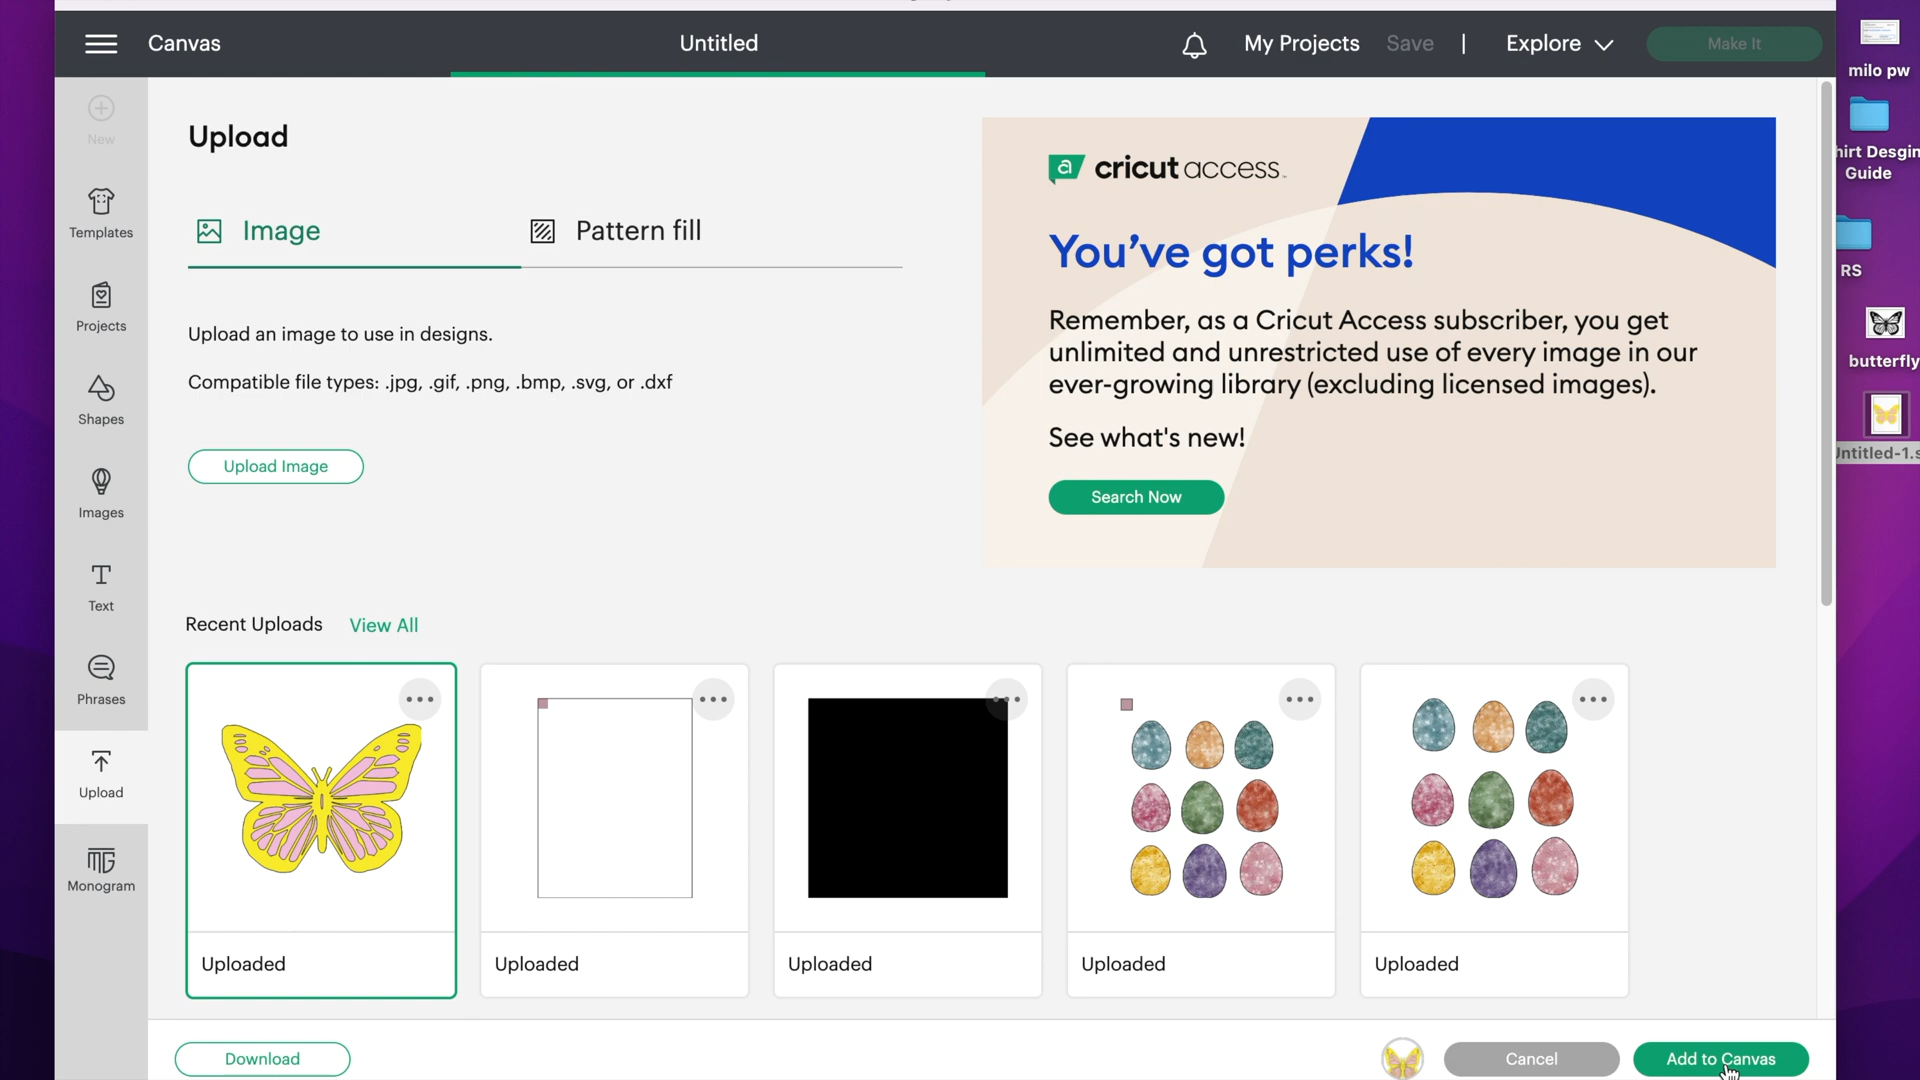 Canvas
Untitled
My Projects
Save
|
Explore
Make It
New
Templates
Projects
Shapes
Images
Text
Phrases
Upload
Monogram
Upload
Image
Pattern fill
Upload an image to use in designs.
Compatible file types: .jpg, .gif, .png, .bmp, .svg, or .dxf
Upload Image
a cricut access
You've got perks!
Remember, as a Cricut Access subscriber, you get
unlimited and unrestricted use of every image in our
ever-growing library (excluding licensed images).
See what's new!
Search Now
Recent Uploads
View All
Uploaded
Uploaded
Uploaded
Uploaded
Uploaded
Download
Cancel
Add to Canvas
milo pw
hirt Desgin
Guide
RS
butterfly
Untitled-1.s